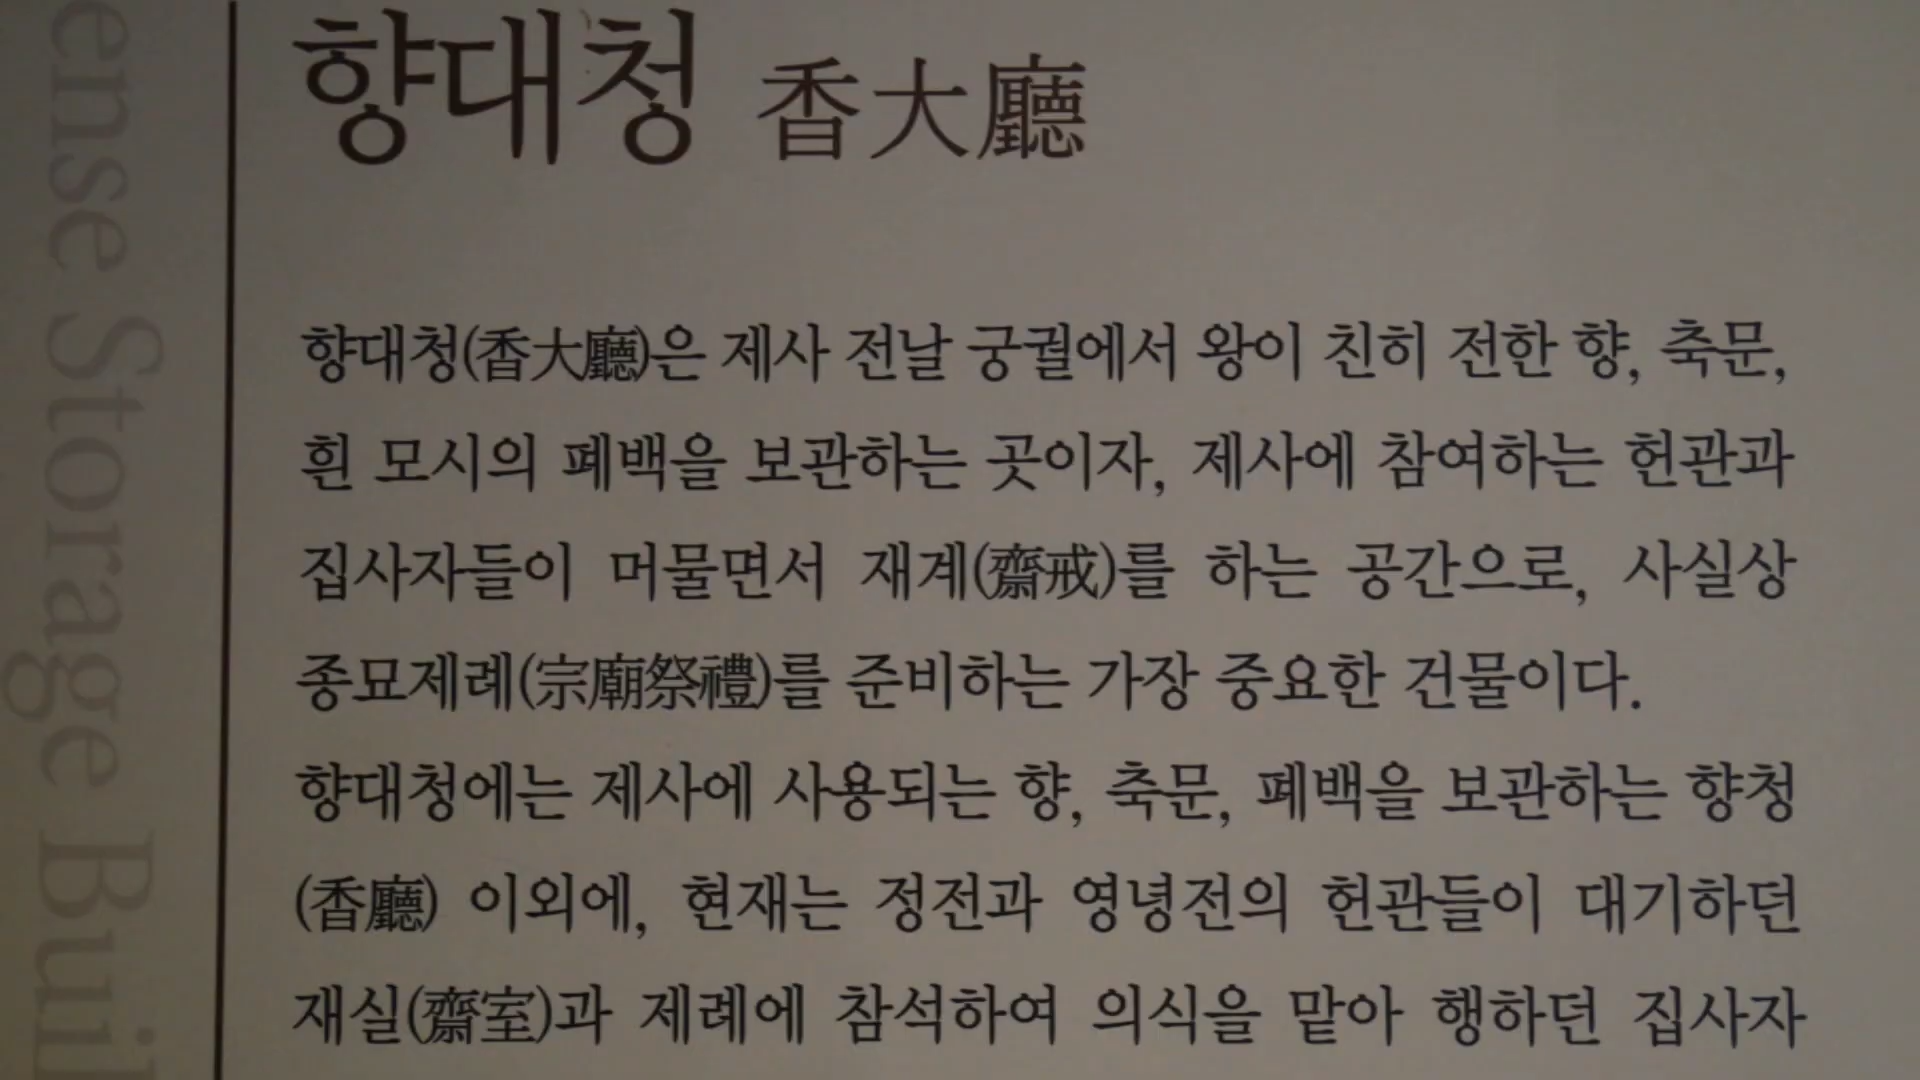 향대청 香大廳
향대청(香大廳)은 제사 전날 궁궐에서 왕이 친히 전한 향, 축문,
흰 모시의 폐백을 보관하는 곳이자, 제사에 참여하는 헌관과
집사자들이 머물면서 재계(齋戒)를 하는 공간으로, 사실상
종묘제례(宗廟祭禮)를 준비하는 가장 중요한 건물이다.
향대청에는 제사에 사용되는 향, 축문, 폐백을 보관하는 향청
(香廳) 이외에, 현재는 정전과 영녕전의 헌관들이 대기하던
재실(齋室)과 제례에 참석하여 의식을 맡아 행하던 집사자
ense Storage Buil